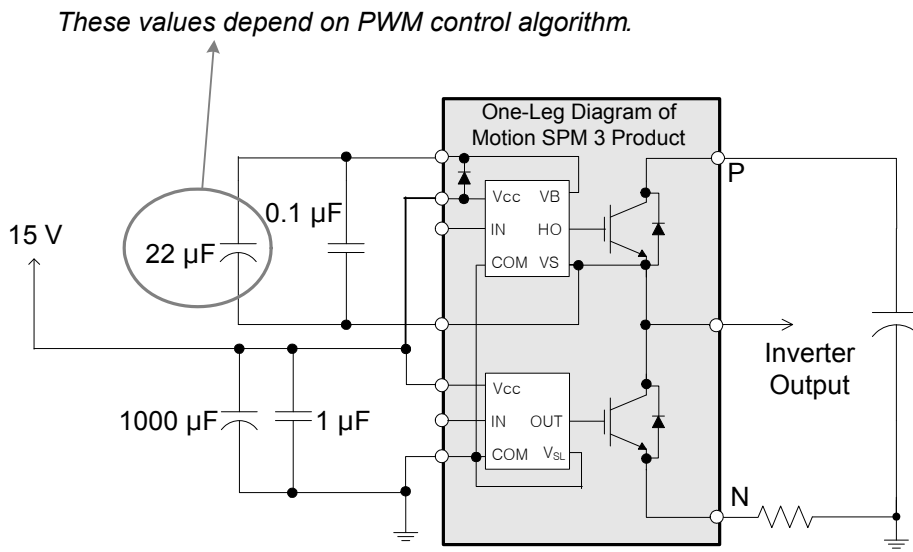 These values depend on PWM control algorithm.
One-Leg Diagram of
Motion SPM 3 Product
P
Vcc VB
0.1 µF
15 V
22 µF
IN HO
COM VS
Inverter
Output
Vcc
1000 µF
1 µF
IN OUT
COM VSL
N